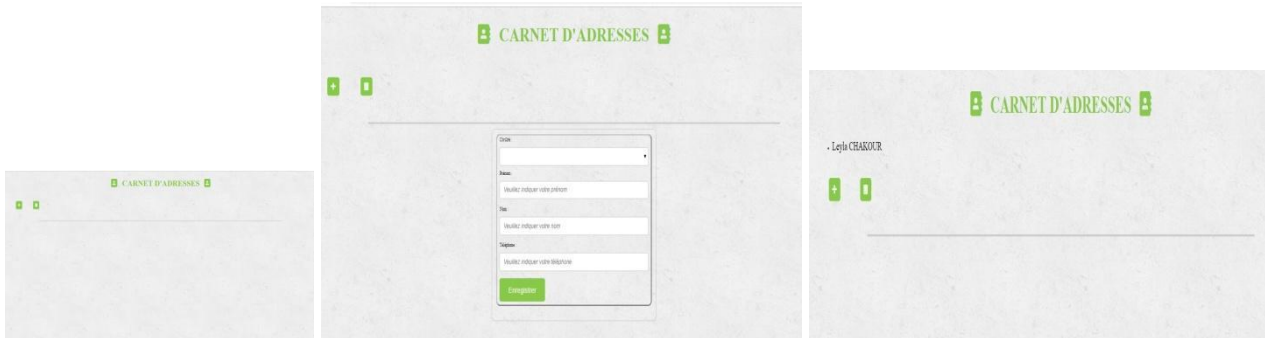 CARNET D'ADRESSES
CARNET D'ADRESSES
Prénom
Veuillez indiquer votre prénom
Nom
Veuillez indiquer votre nom
Téléphone
Veuillez indiquer votre téléphone
Enregistrer
CARNET D'ADRESSES
Leyla CHAKOUR